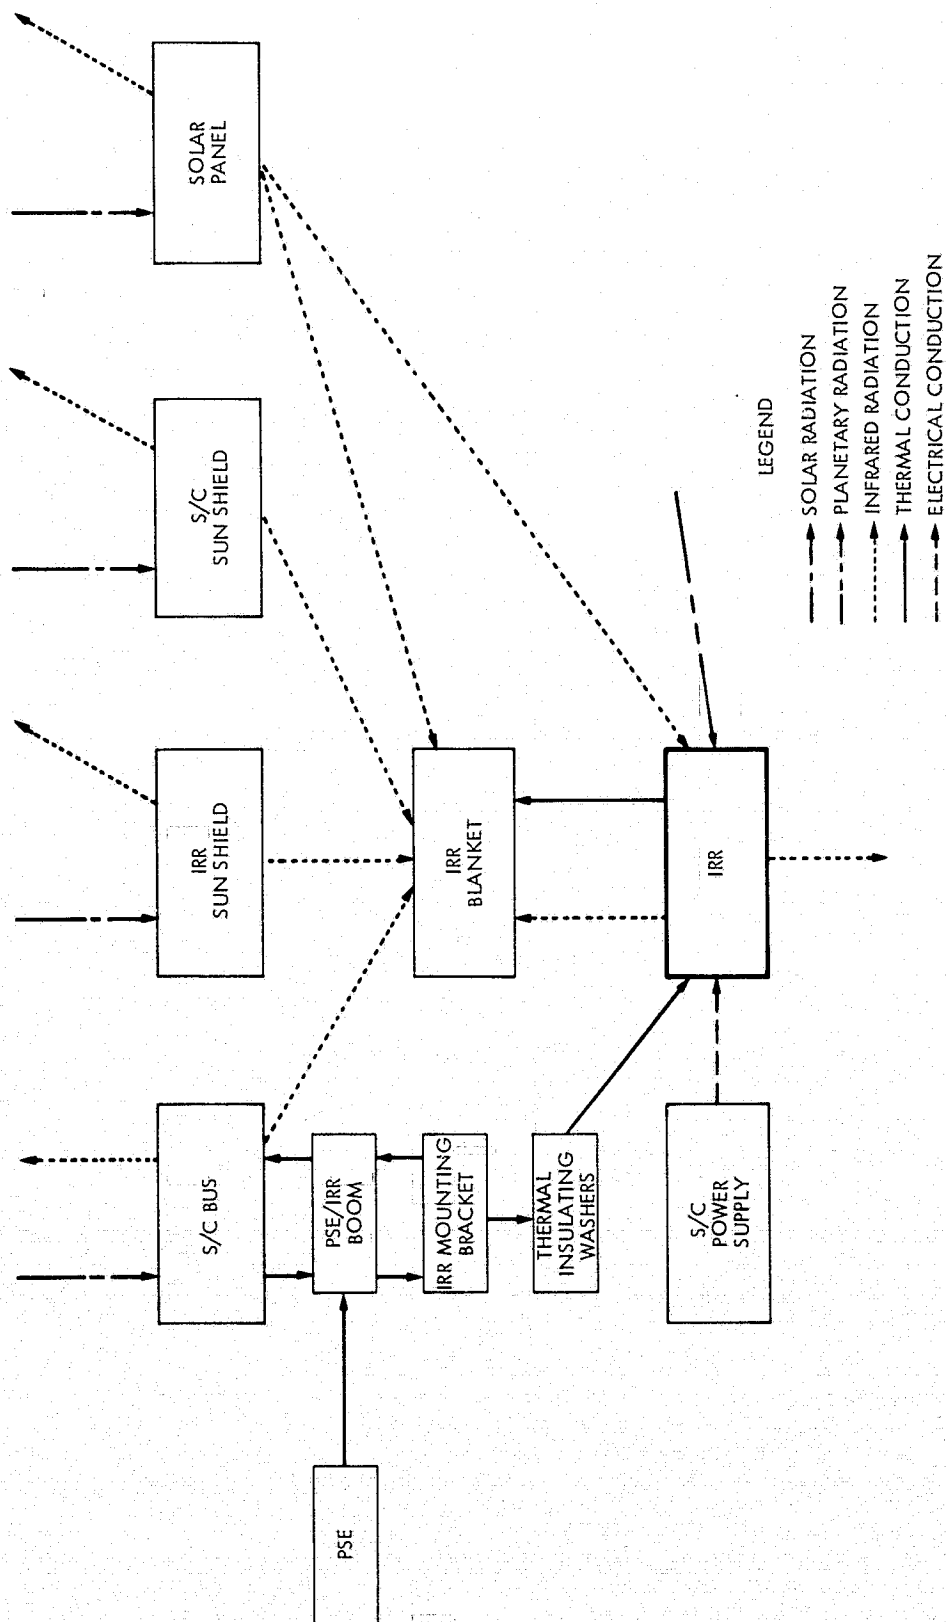 SOLAR
PANEL
S/C
SUN SHIELD
IRR
SUN SHIELD
S/C BUS
PSE/IRR
BOOM
IRR MOUNTING
BRACKET
THERMAL
INSULATING
WASHERS
S/C
POWER
SUPPLY
PSE
IRR
BLANKET
IRR
LEGEND
SOLAR RADIATION
PLANETARY RADIATION
INFRARED RADIATION
THERMAL CONDUCTION
ELECTRICAL CONDUCTION